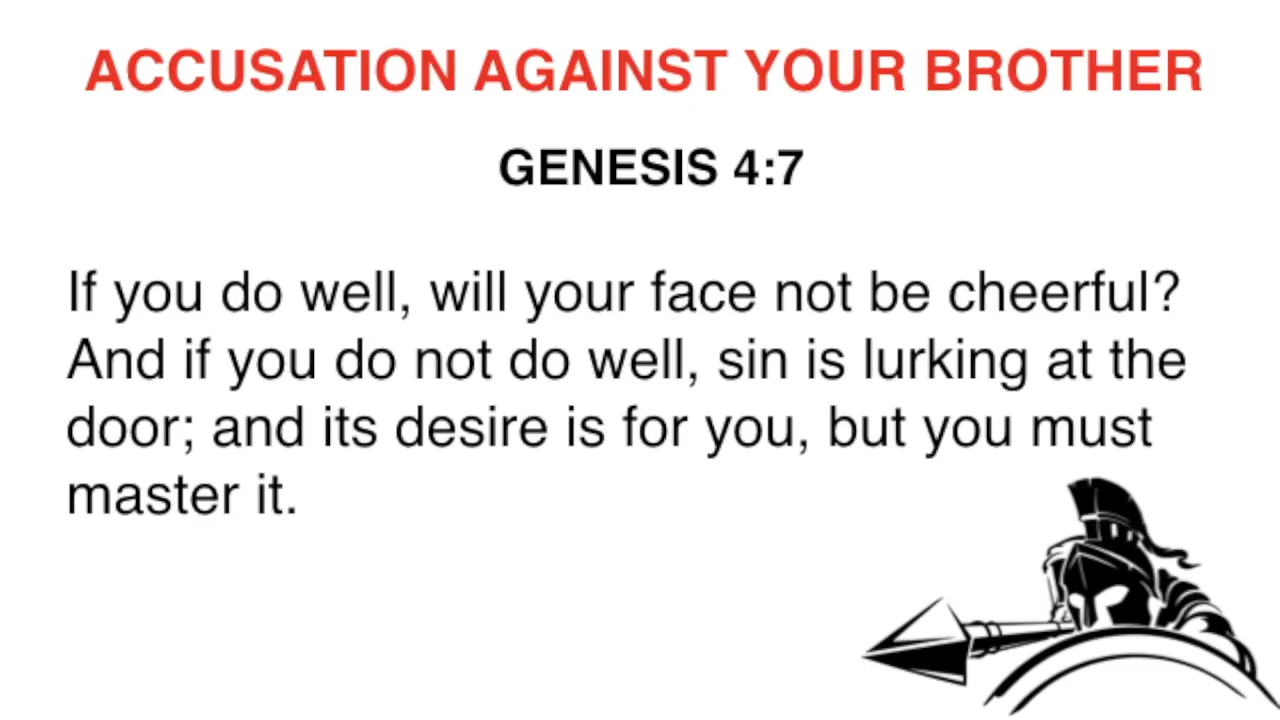 ACCUSATION AGAINST YOUR BROTHER
GENESIS 4:7
If you do well, will your face not be cheerful?
And if you do not do well, sin is lurking at the
door; and its desire is for you, but you must
master it.